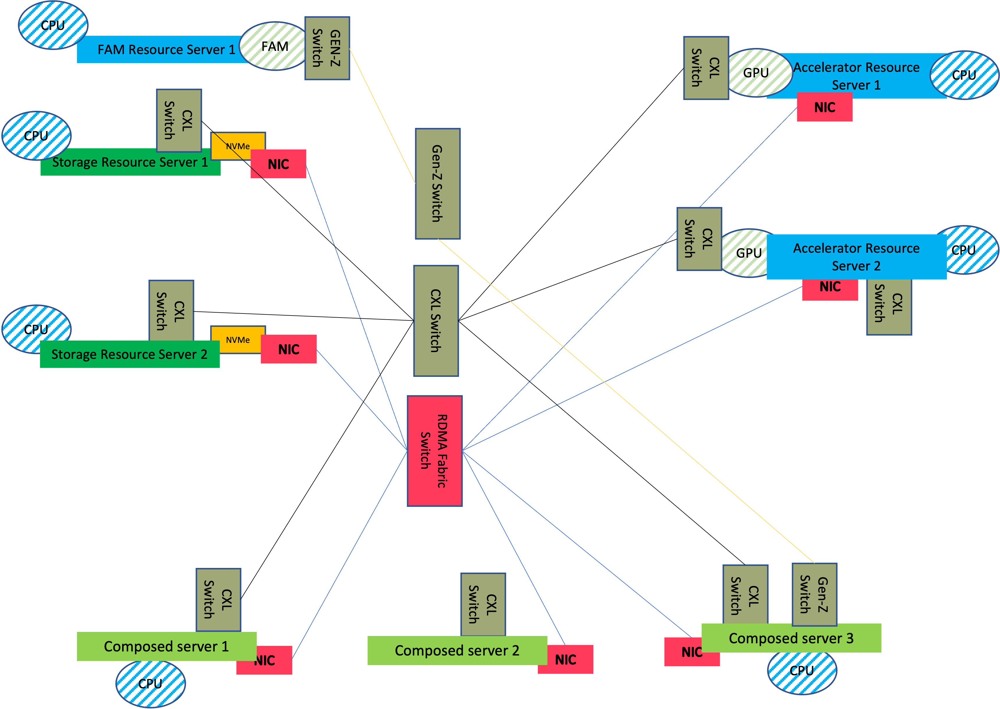 CPU
FAM Resource Server 1
FAM
GEN-Z
Switch
CXL
Switch
GPU
Accelerator Resource
Server 1
CPU
NIC
CXL
Switch
CPU
NVMe
Storage Resource Server 1
NIC
Gen-Z Switch
CXL
Switch
GPU
Accelerator Resource
Server 2
CPU
NIC
CXL
Switch
CXL
Switch
CPU
NVMe
Storage Resource Server 2
NIC
CXL Switch
RDMA Fabric
Switch
CXL
Switch
Composed server 1
NIC
CPU
CXL
Switch
Composed server 2
NIC
CXL
Switch
Gen-Z
Switch
Composed server 3
NIC
CPU